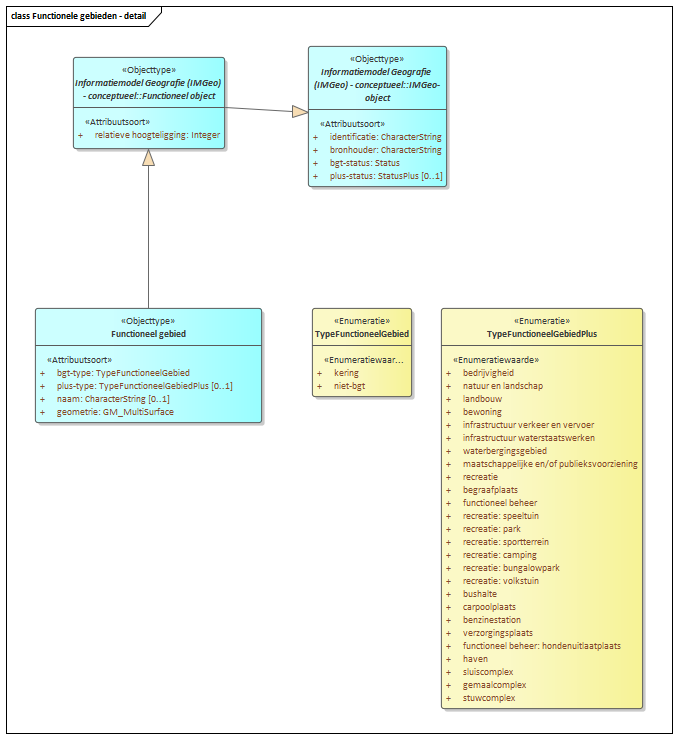 class Functionele gebieden - detail
«Objecttype»
Informatiemodel Geografie (IMGeo)
- conceptueel::Functioneel object
«Attribuutsoort»
+ relatieve hoogteligging: Integer
«Objecttype»
Informatiemodel Geografie
(IMGeo) - conceptueel::IMGeo-
object
«Attribuutsoort»
+ identificatie: CharacterString
+ bronhouder: CharacterString
+ bgt-status: Status
+ plus-status: StatusPlus [0..1]
«Objecttype»
Functioneel gebied
«Attribuutsoort»
+ bgt-type: TypeFunctioneelGebied
+ plus-type: TypeFunctioneelGebiedPlus [0..1]
+ naam: CharacterString [0..1]
+ geometrie: GM_MultiSurface
«Enumeratie»
TypeFunctioneelGebied
«Enumeratiewaar...
+ kering
+ niet-bgt
«Enumeratie»
TypeFunctioneelGebiedPlus
«Enumeratiewaarde»
+ bedrijvigheid
+ natuur en landschap
+ landbouw
+ bewoning
+ infrastructuur verkeer en vervoer
+ infrastructuur waterstaatswerken
+ waterbergingsgebied
+ maatschappelijke en/of publieksvoorziening
+ recreatie
+ begraafplaats
+ functioneel beheer
+ recreatie: speeltuin
+ recreatie: park
+ recreatie: sportterrein
+ recreatie: camping
+ recreatie: bungalowpark
+ recreatie: volkstuin
+ bushalte
+ carpoolplaats
+ benzinestation
+ verzorgingsplaats
+ functioneel beheer: hondenuitlaatplaats
+ haven
+ sluiscomplex
+ gemaalcomplex
+ stuwcomplex